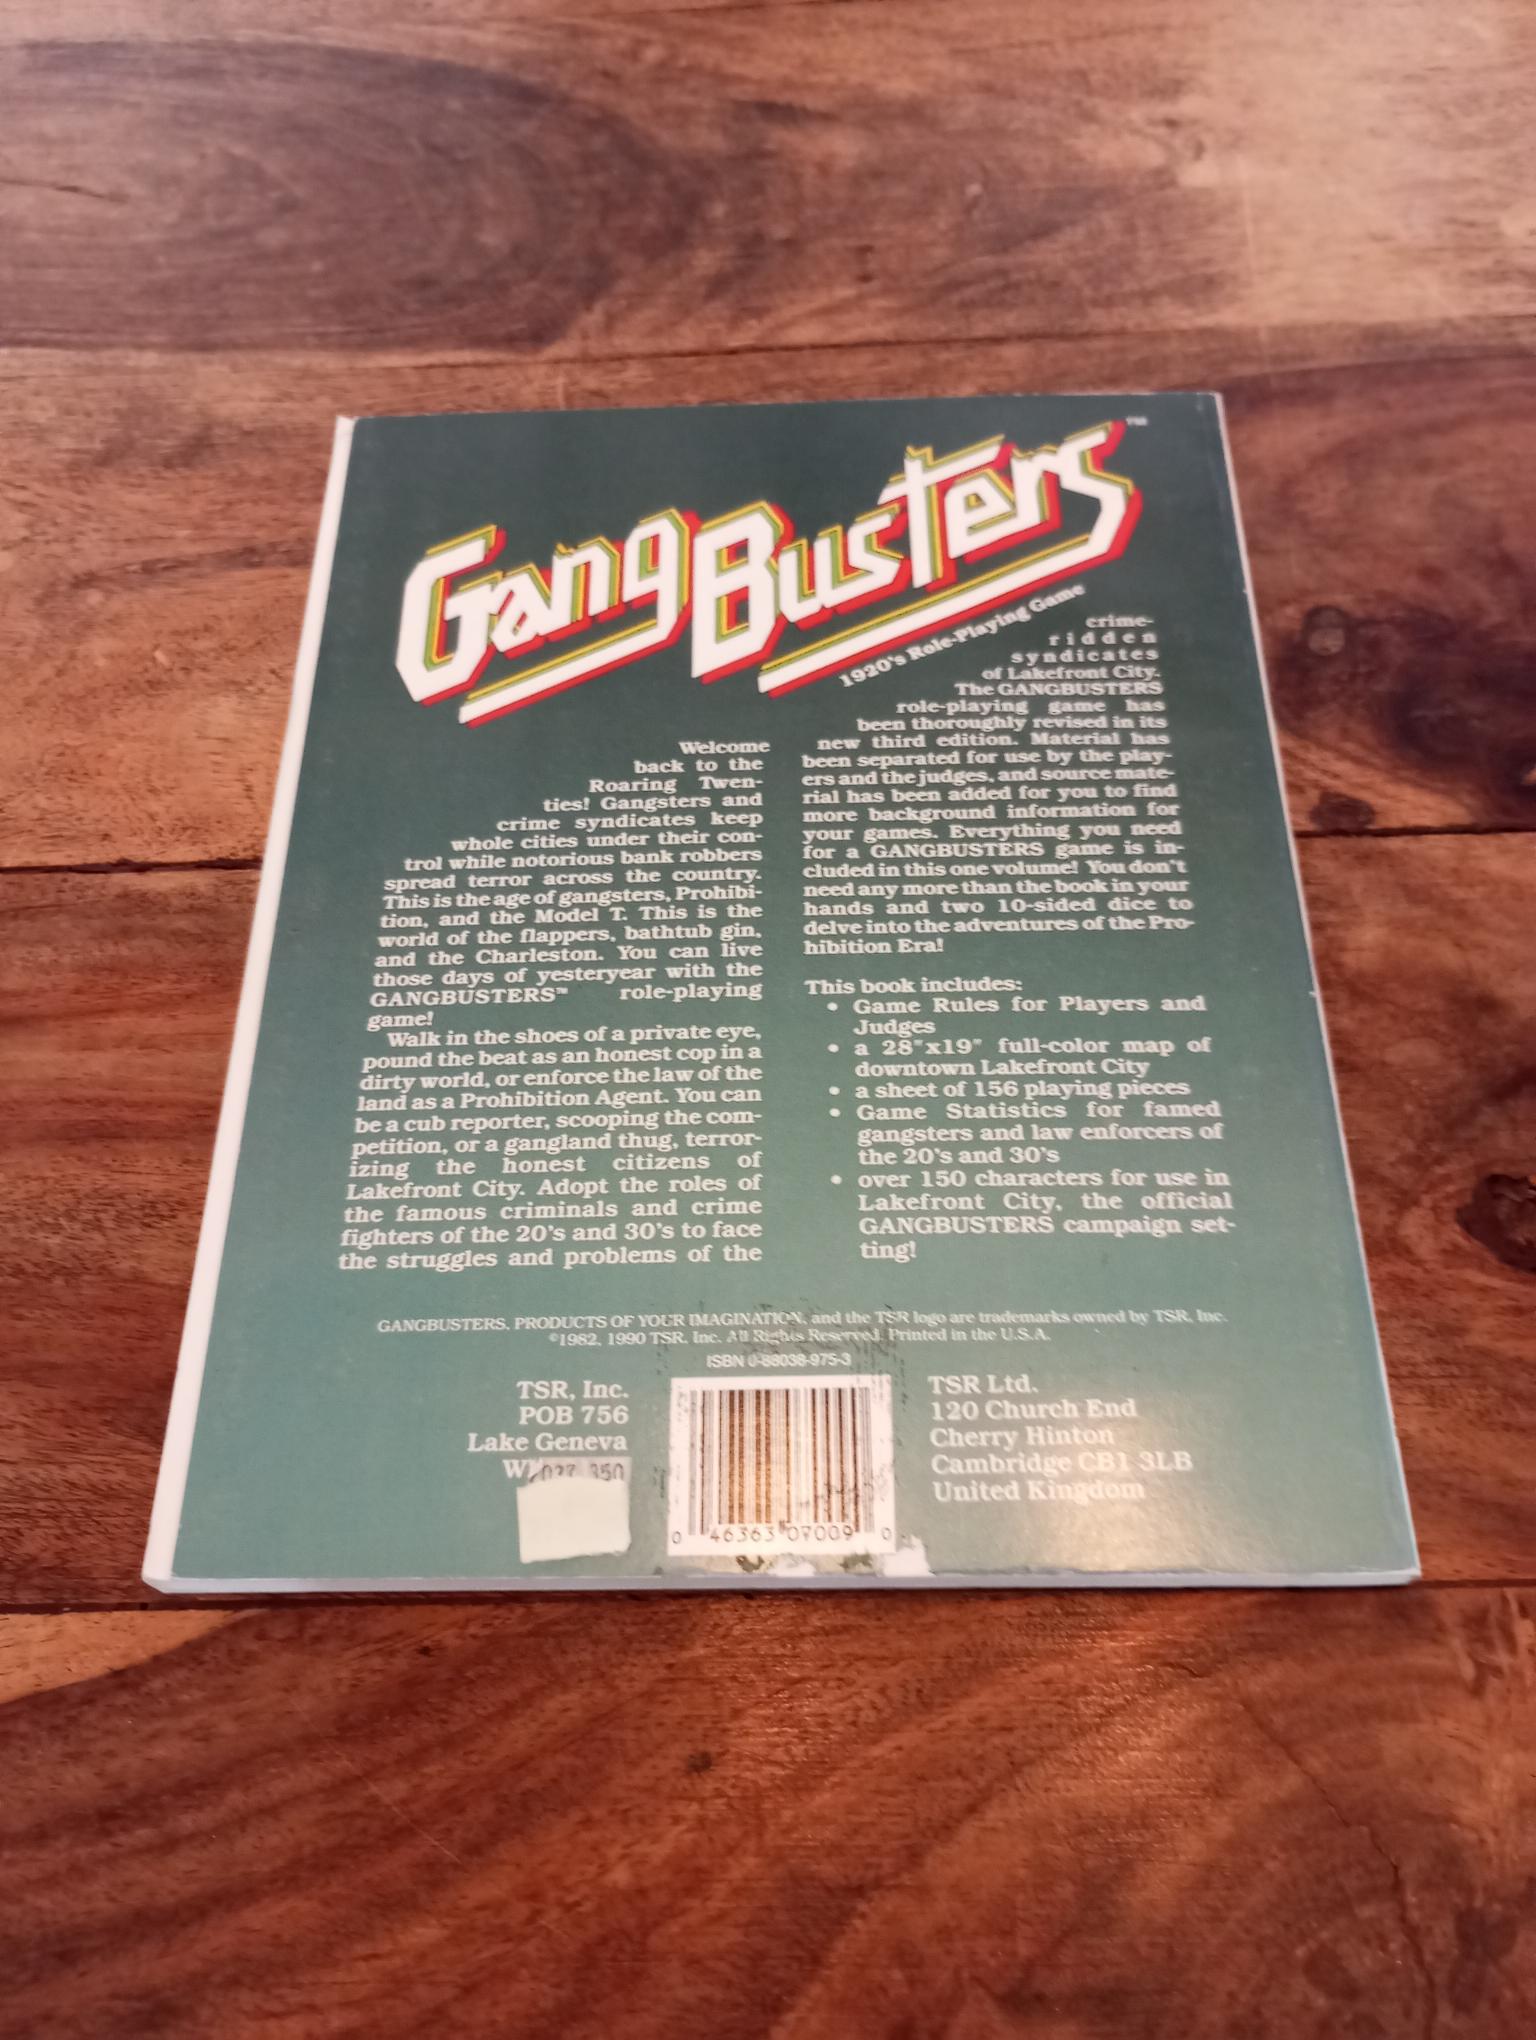 GangBusters™
1920's Role-Playing Game
Welcome
back to the
Roaring Twen-
ties! Gangsters and
crime syndicates keep
whole cities under their con-
trol while notorious bank robbers
spread terror across the country.
This is the age of gangsters, Prohibi-
tion, and the Model T. This is the
world of the flappers, bathtub gin,
and the Charleston. You can live
those days of yesteryear with the
GANGBUSTERS™ role-playing
game!
Walk in the shoes of a private eye,
pound the beat as an honest cop in a
dirty world, or enforce the law of the
land as a Prohibition Agent. You can
be a cub reporter, scooping the com-
petition, or a gangland thug, terror-
izing the honest citizens of
Lakefront City. Adopt the roles of
the famous criminals and crime
fighters of the 20's and 30's to face
the struggles and problems of the
crime-
ridden
syndicates
of Lakefront City.
The GANGBUSTERS
role-playing game has
been thoroughly revised in its
new third edition. Material has
been separated for use by the play-
ers and the judges, and source mate-
rial has been added for you to find
more background information for
your games. Everything you need
for a GANGBUSTERS game is in-
cluded in this one volume! You don't
need any more than the book in your
hands and two 10-sided dice to
delve into the adventures of the Pro-
hibition Era!
This book includes:
• Game Rules for Players and
Judges
• a 28"x19" full-color map of
downtown Lakefront City
• a sheet of 156 playing pieces
• Game Statistics for famed
gangsters and law enforcers of
the 20's and 30's
• over 150 characters for use in
Lakefront City, the official
GANGBUSTERS campaign set-
ting!
GANGBUSTERS, PRODUCTS OF YOUR IMAGINATION, and the TSR logo are trademarks owned by TSR, Inc.
©1982, 1990 TSR, Inc. All Rights Reserved. Printed in the U.S.A.
ISBN 0-88038-975-3
TSR, Inc.
POB 756
Lake Geneva
027 350
0 46363 07009 0
TSR Ltd.
120 Church End
Cherry Hinton
Cambridge CB1 3LB
United Kingdom